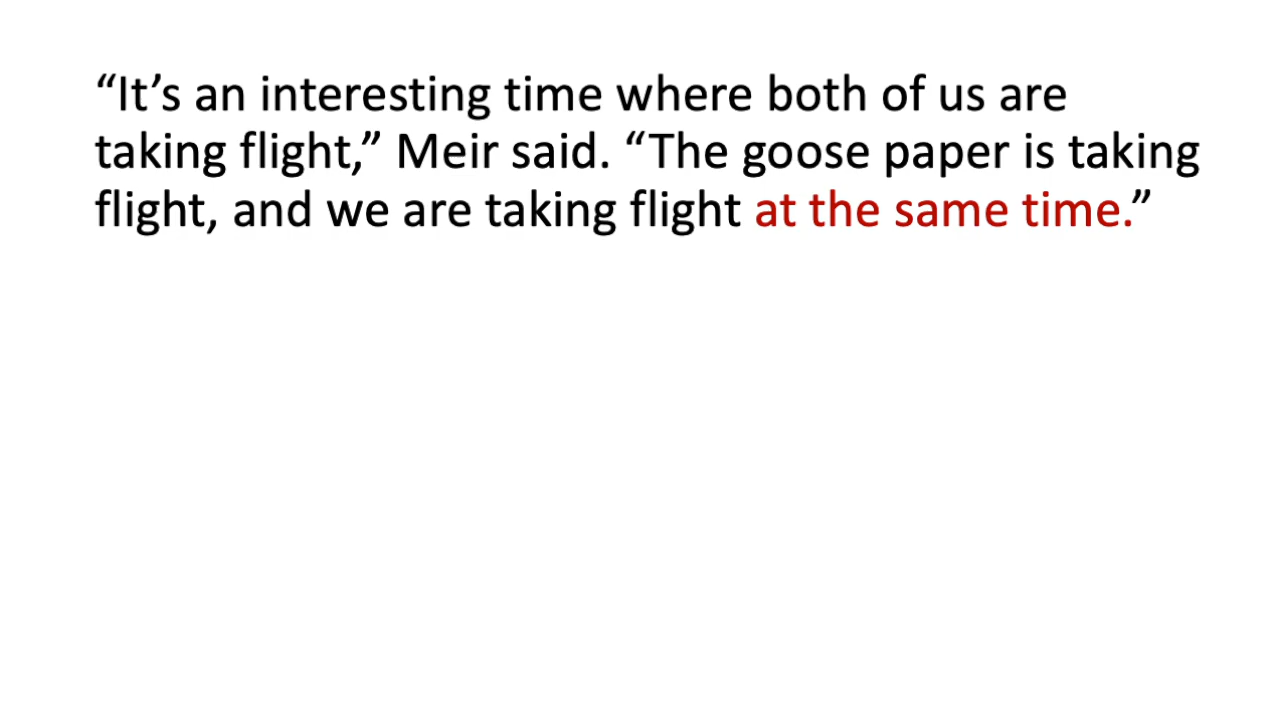 “It’s an interesting time where both of us are
taking flight,” Meir said. “The goose paper is taking
flight, and we are taking flight at the same time.”